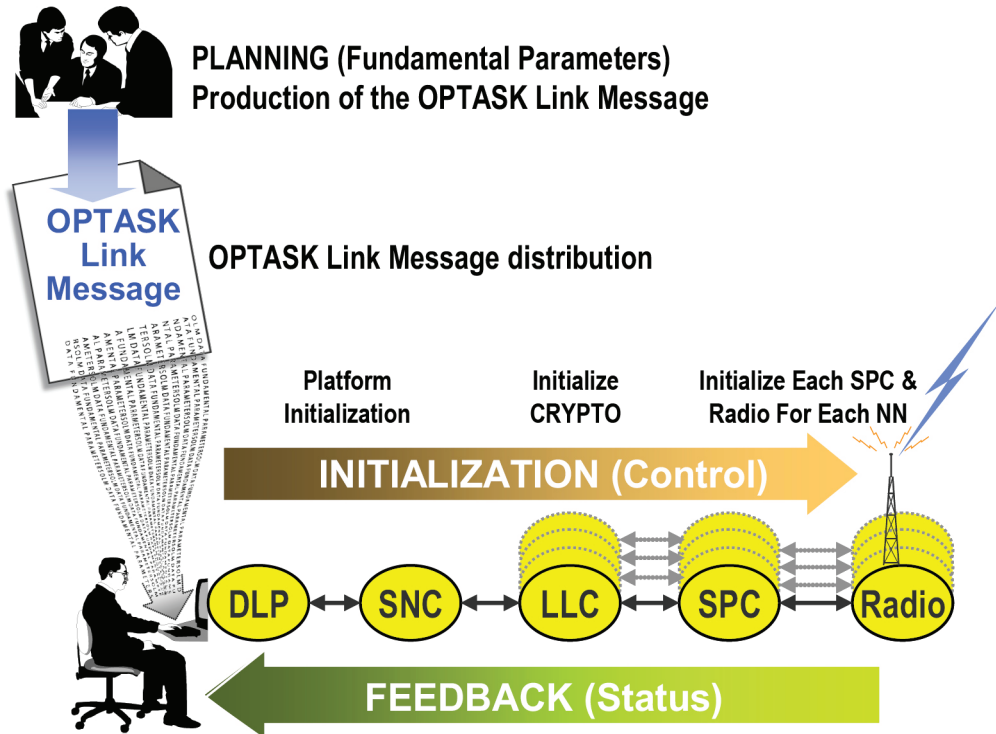 PLANNING (Fundamental Parameters)
Production of the OPTASK Link Message
OPTASK
Link
Message
OPTASK Link Message distribution
Platform
Initialization
Initialize
CRYPTO
Initialize Each SPC &
Radio For Each NN
INITIALIZATION (Control)
DLP
SNC
LLC
SPC
Radio
FEEDBACK (Status)